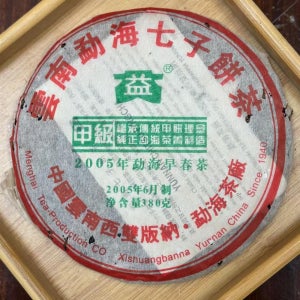 雲南勐海七子餅茶
益
甲級
2005年勐海早春茶
2005年6月制
净含量380克
中國雲南西雙版納·勐海茶廠
Menghai Tea-Production CO Xishuangbanna Yunnan China Since 1940